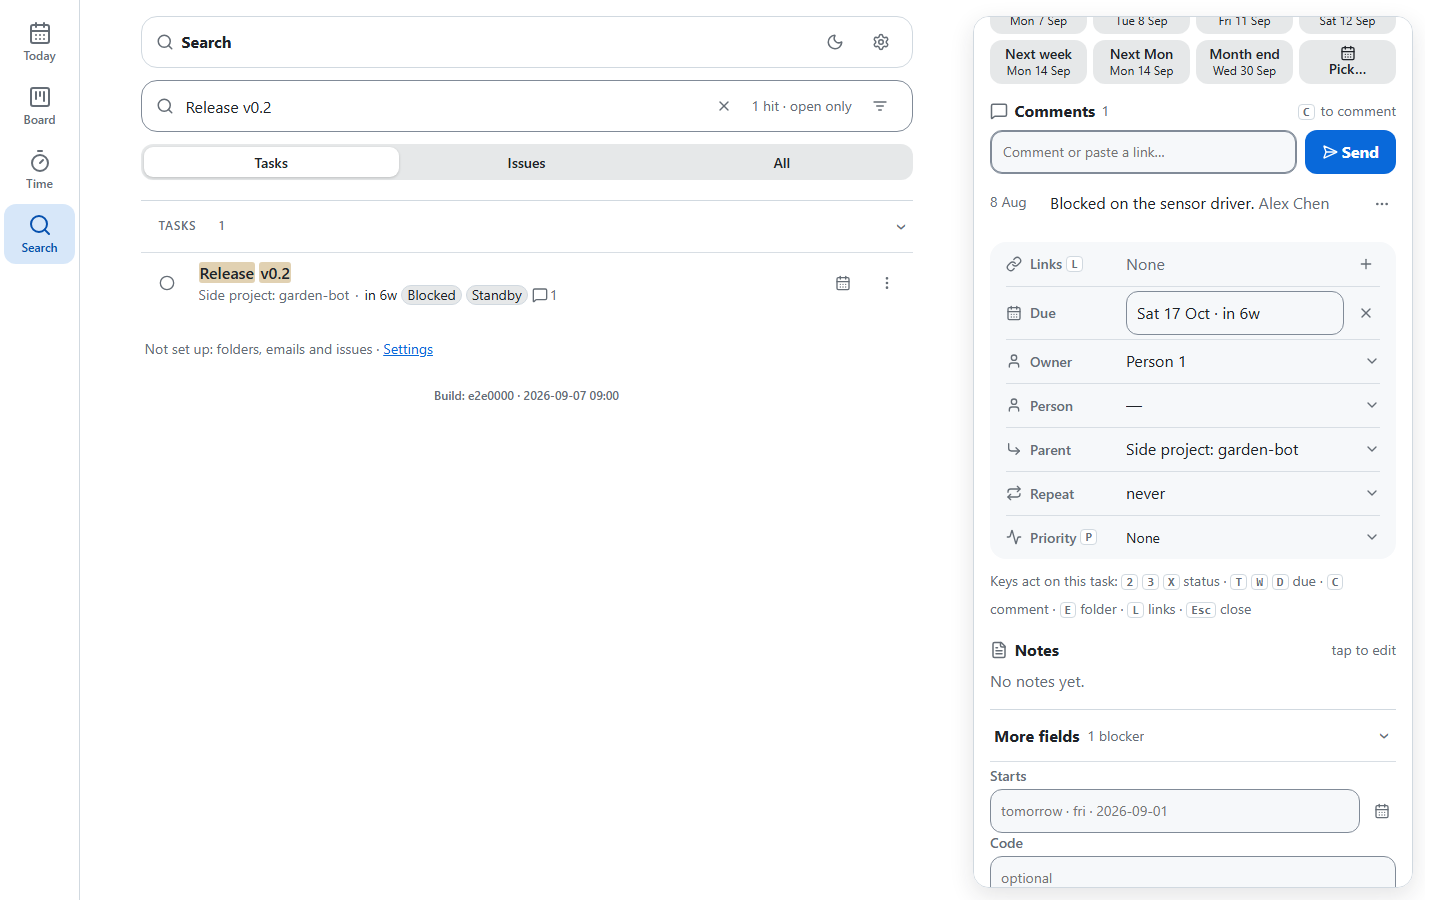 Today
Board
Time
Search
Search
Release v0.2
1 hit · open only
Tasks
Issues
All
TASKS 1
Release v0.2
Side project: garden-bot · in 6w Blocked Standby 1
Not set up: folders, emails and issues · Settings
Build: e2e0000 · 2026-09-07 09:00
Mon 7 Sep
Tue 8 Sep
Fri 11 Sep
Sat 12 Sep
Next week
Mon 14 Sep
Next Mon
Mon 14 Sep
Month end
Wed 30 Sep
Pick...
Comments 1
C to comment
Comment or paste a link...
Send
8 Aug
Blocked on the sensor driver. Alex Chen
Links L
None
Due
Sat 17 Oct · in 6w
Owner
Person 1
Person
—
Parent
Side project: garden-bot
Repeat
never
Priority P
None
Keys act on this task: 2 3 X status · T W D due · C
comment · E folder · L links · Esc close
Notes
tap to edit
No notes yet.
More fields 1 blocker
Starts
tomorrow · fri · 2026-09-01
Code
optional